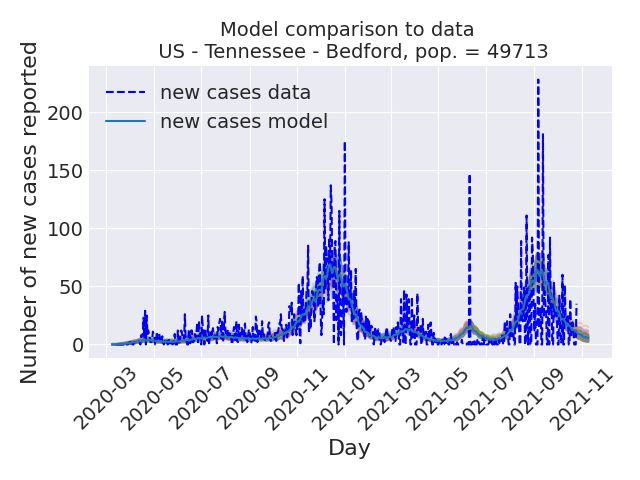 Model comparison to data
US - Tennessee - Bedford, pop. = 49713
Number of new cases reported
new cases data
new cases model
200
150
100
50
0
2020-03
2020-05
2020-07
2020-09
2020-11
2021-01
2021-03
2021-05
2021-07
2021-09
2021-11
Day